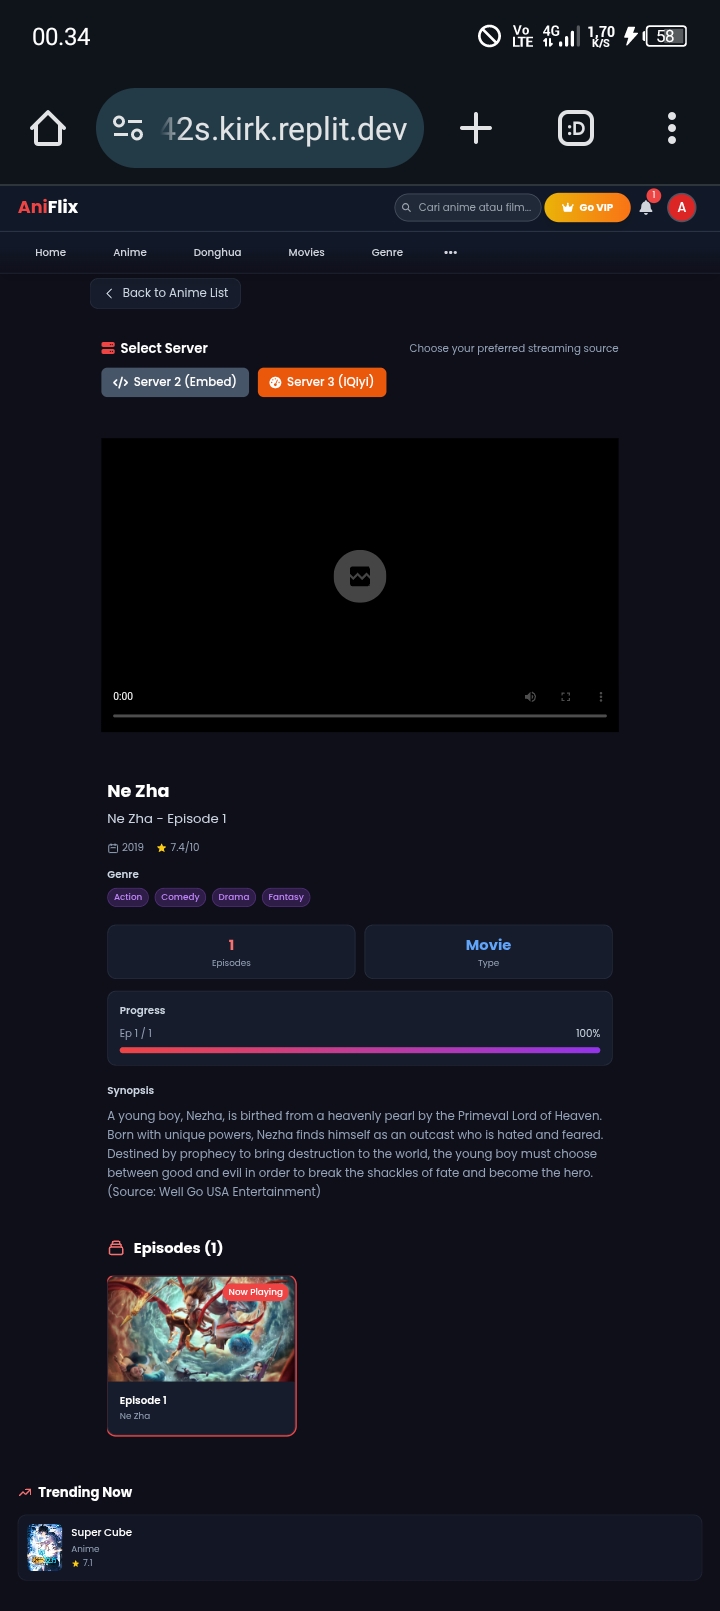 00.34
Vo LTE 4G 1,70 K/S 58
42s.kirk.replit.dev
:D
AniFlix
Cari anime atau film...
Go VIP
1
A
Home Anime Donghua Movies Genre •••
Back to Anime List
Select Server
Choose your preferred streaming source
Server 2 (Embed) Server 3 (IQIyi)
0:00
Ne Zha
Ne Zha - Episode 1
2019 7.4/10
Genre
Action Comedy Drama Fantasy
1
Episodes
Movie
Type
Progress
Ep 1 / 1 100%
Synopsis
A young boy, Nezha, is birthed from a heavenly pearl by the Primeval Lord of Heaven.
Born with unique powers, Nezha finds himself as an outcast who is hated and feared.
Destined by prophecy to bring destruction to the world, the young boy must choose
between good and evil in order to break the shackles of fate and become the hero.
(Source: Well Go USA Entertainment)
Episodes (1)
Now Playing
Episode 1
Ne Zha
Trending Now
Super Cube
Anime
7.1